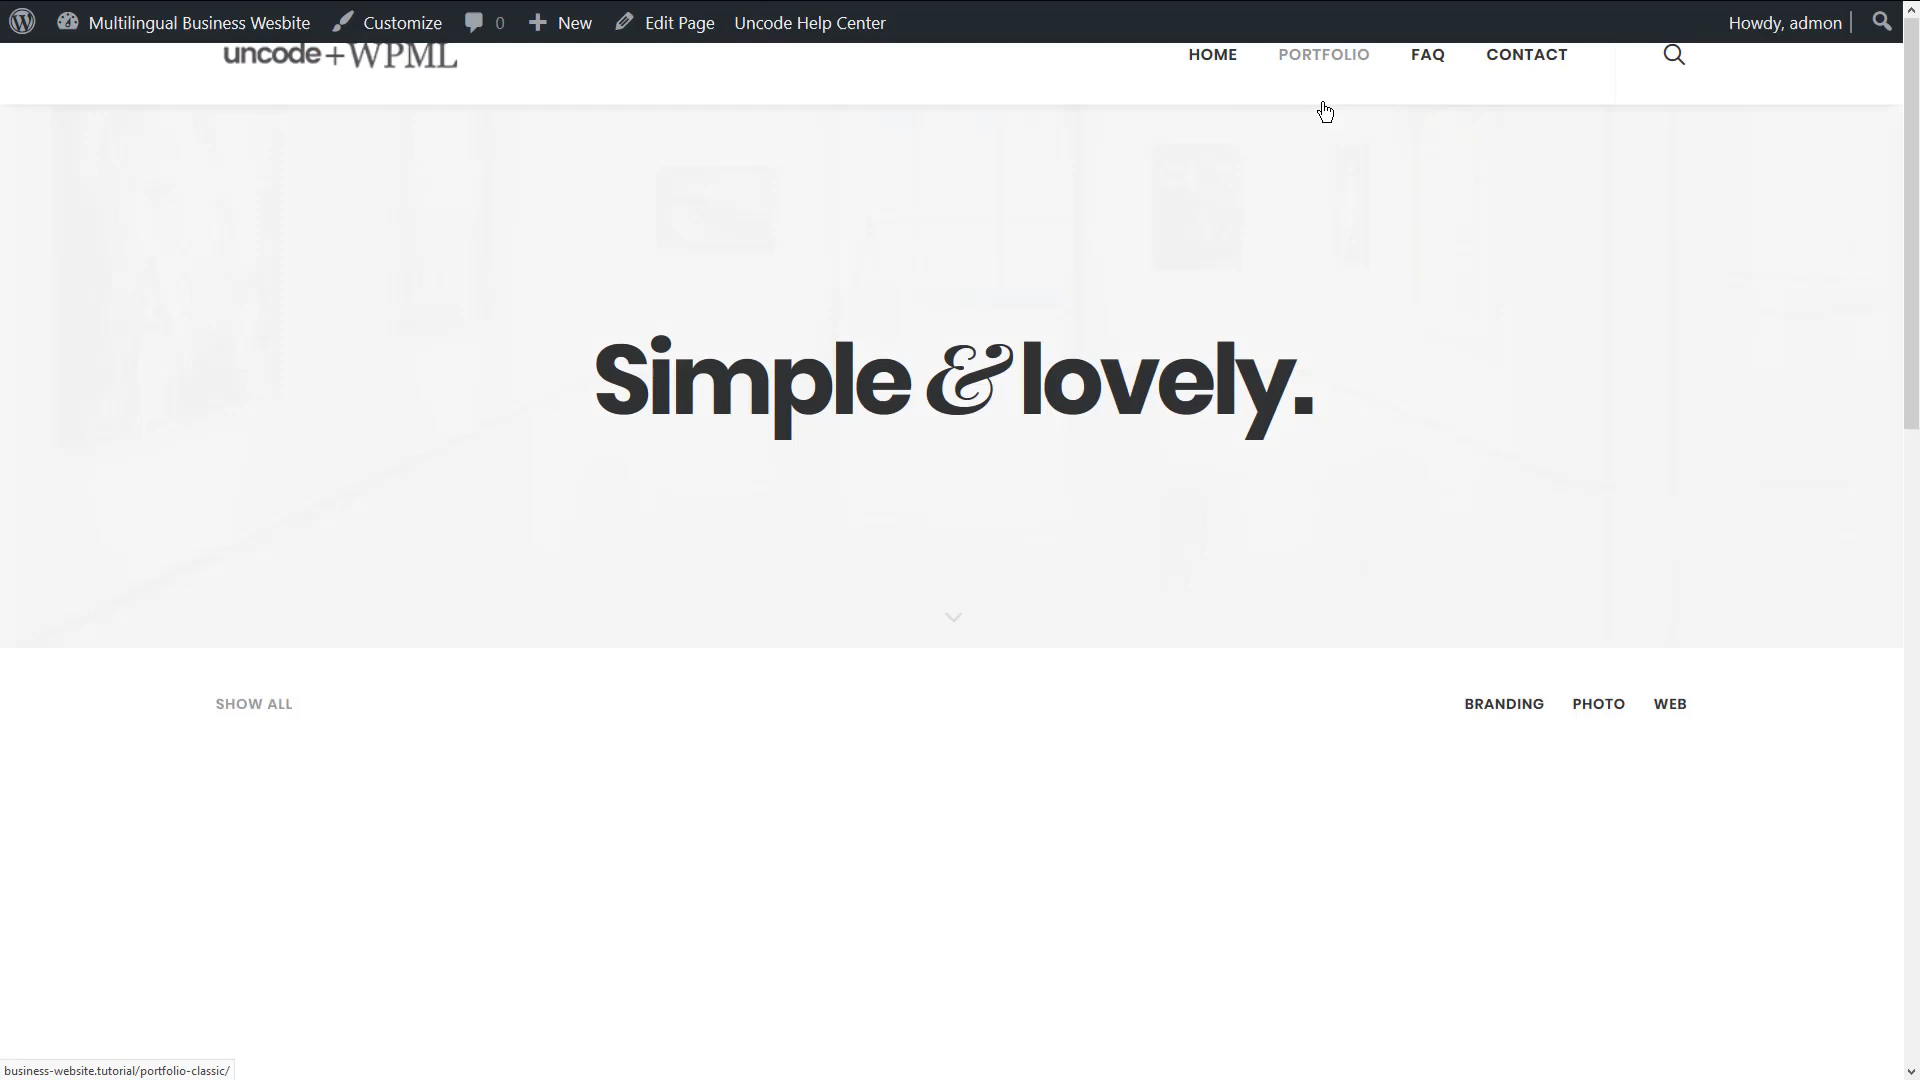 Multilingual Business Wesbite Customize 0 New Edit Page Uncode Help Center Howdy, admon
uncode+WPML HOME PORTFOLIO FAQ CONTACT
Simple & lovely.
SHOW ALL BRANDING PHOTO WEB
business-website.tutorial/portfolio-classic/